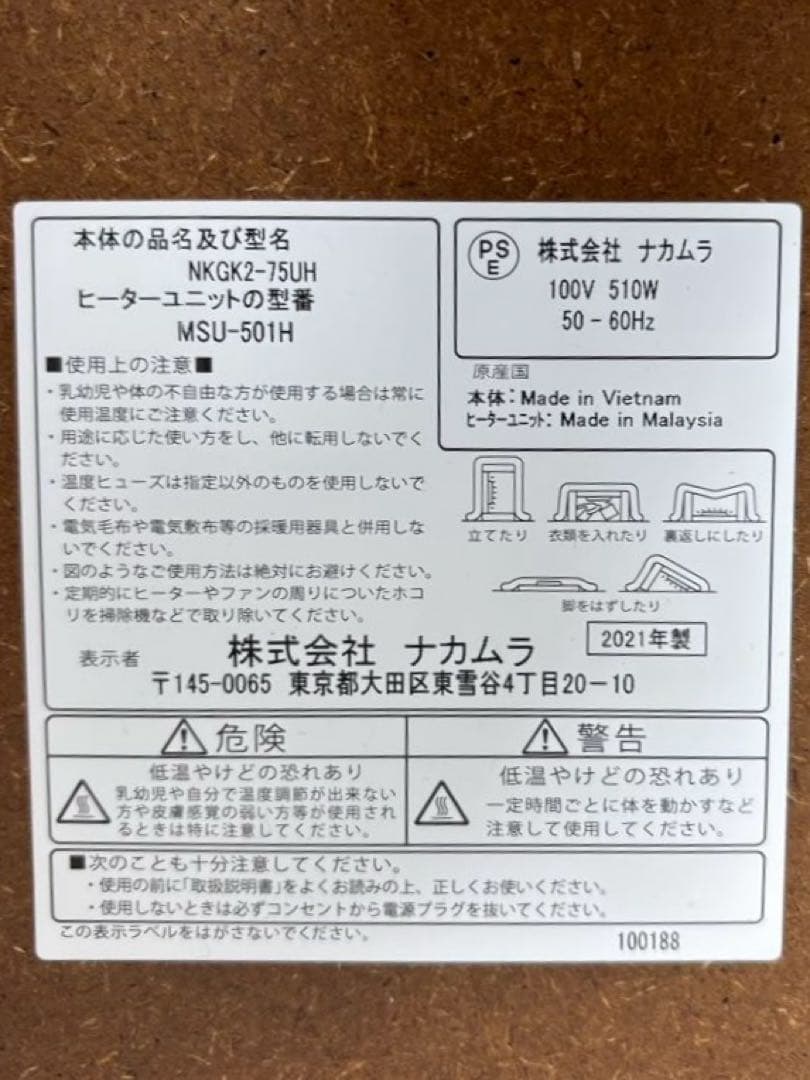 本体の品名及び型名
NKGK2-75UH
ヒーターユニットの型番
MSU-501H
■使用上の注意■
・乳幼児や体の不自由な方が使用する場合は常に
使用温度にご注意ください。
・用途に応じた使い方をし、他に転用しないでく
ださい。
・温度ヒューズは指定以外のものを使用しないで
ください。
・電気毛布や電気敷布等の採暖用器具と併用しな
いでください。
・図のようなご使用方法は絶対にお避けください。
・定期的にヒーターやファンの周りについたホコ
リを掃除機などで取り除いてください。
PS
E
株式会社 ナカムラ
100V 510W
50-60Hz
原産国
本体：Made in Vietnam
ヒーターユニット：Made in Malaysia
立てたり 衣類を入れたり 裏返しにしたり
脚をはずしたり
2021年製
表示者 株式会社 ナカムラ
〒145-0065 東京都大田区東雪谷4丁目20-10
危険
低温やけどの恐れあり
乳幼児や自分で温度調節が出来ない
方や皮膚感覚の弱い方等が使用され
るときは特に注意してください。
警告
低温やけどの恐れあり
一定時間ごとに体を動かすなど
注意して使用してください。
■次のことも十分注意してください。
・使用の前に「取扱説明書」をよくお読みの上、正しくお使いください。
・使用しないときは必ずコンセントから電源プラグを抜いてください。
この表示ラベルをはがさないでください。
100188